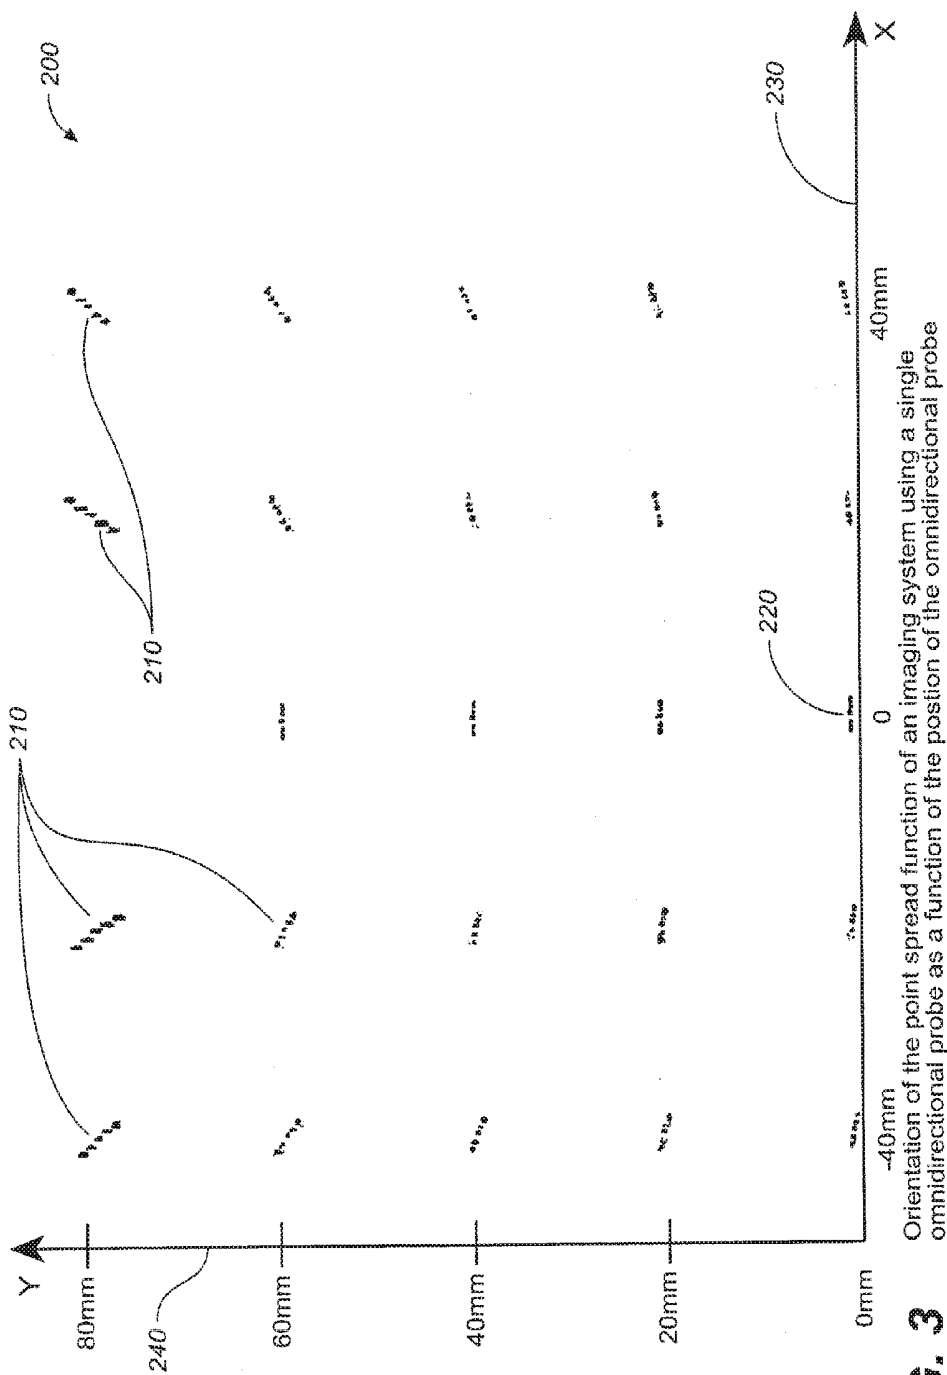 200
Y
80mm
60mm
40mm
20mm
0mm
240
210
210
220
230
-40mm
0
40mm
X
Orientation of the point spread function of an imaging system using a single
omnidirectional probe as a function of the postion of the omnidirectional probe
3